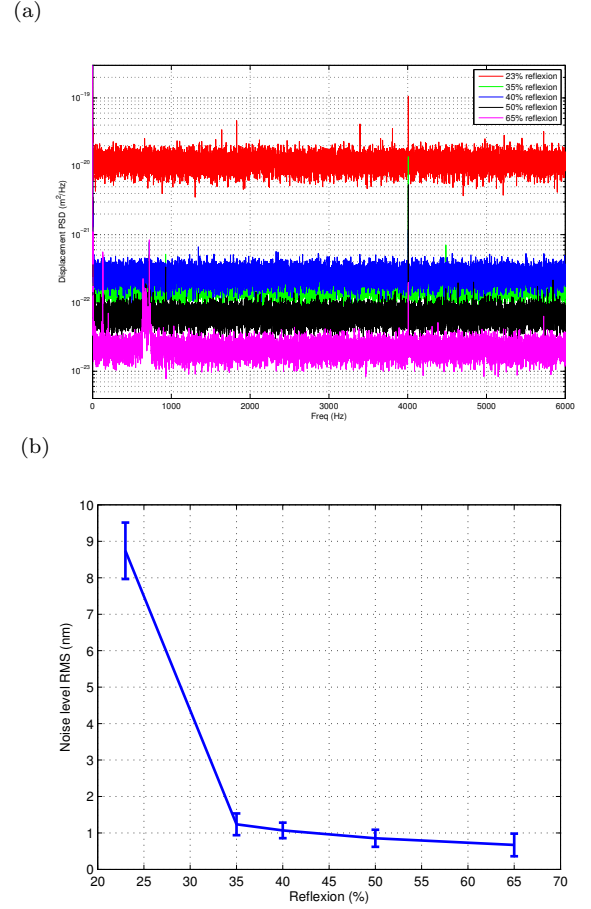 (a)
23% reflexion
35% reflexion
40% reflexion
50% reflexion
65% reflexion
10⁻¹⁹
10⁻²⁰
10⁻²¹
10⁻²²
10⁻²³
Displacement PSD (m²/Hz)
0 1000 2000 3000 4000 5000 6000
Freq (Hz)
(b)
10
9
8
7
6
5
4
3
2
1
0
Noise level RMS (nm)
20 25 30 35 40 45 50 55 60 65 70
Reflexion (%)